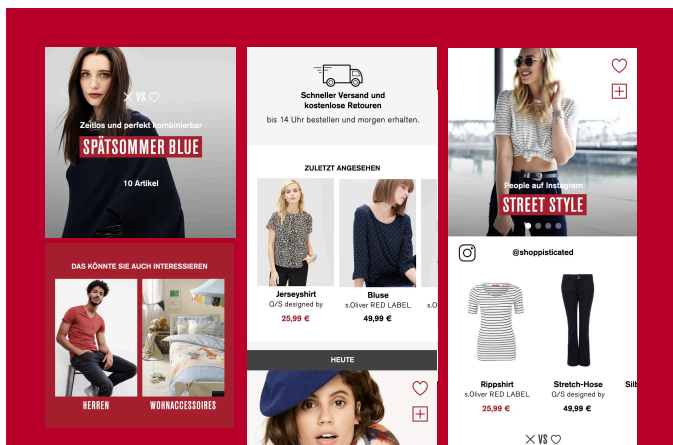 VS
Zeitlos und perfekt kombinierbar
SPÄTSOMMER BLUE
10 Artikel
DAS KÖNNTE SIE AUCH INTERESSIEREN
HERREN
WOHNACCESSOIRES
Schneller Versand und
kostenlose Retouren
bis 14 Uhr bestellen und morgen erhalten.
ZULETZT ANGESEHEN
Jerseyshirt
Q/S designed by
25,99 €
Bluse
s.Oliver RED LABEL
49,99 €
s.O
HEUTE
People auf Instagram
STREET STYLE
@shoppisticated
Rippshirt
s.Oliver RED LABEL
25,99 €
Stretch-Hose
Q/S designed by
49,99 €
Silb
VS